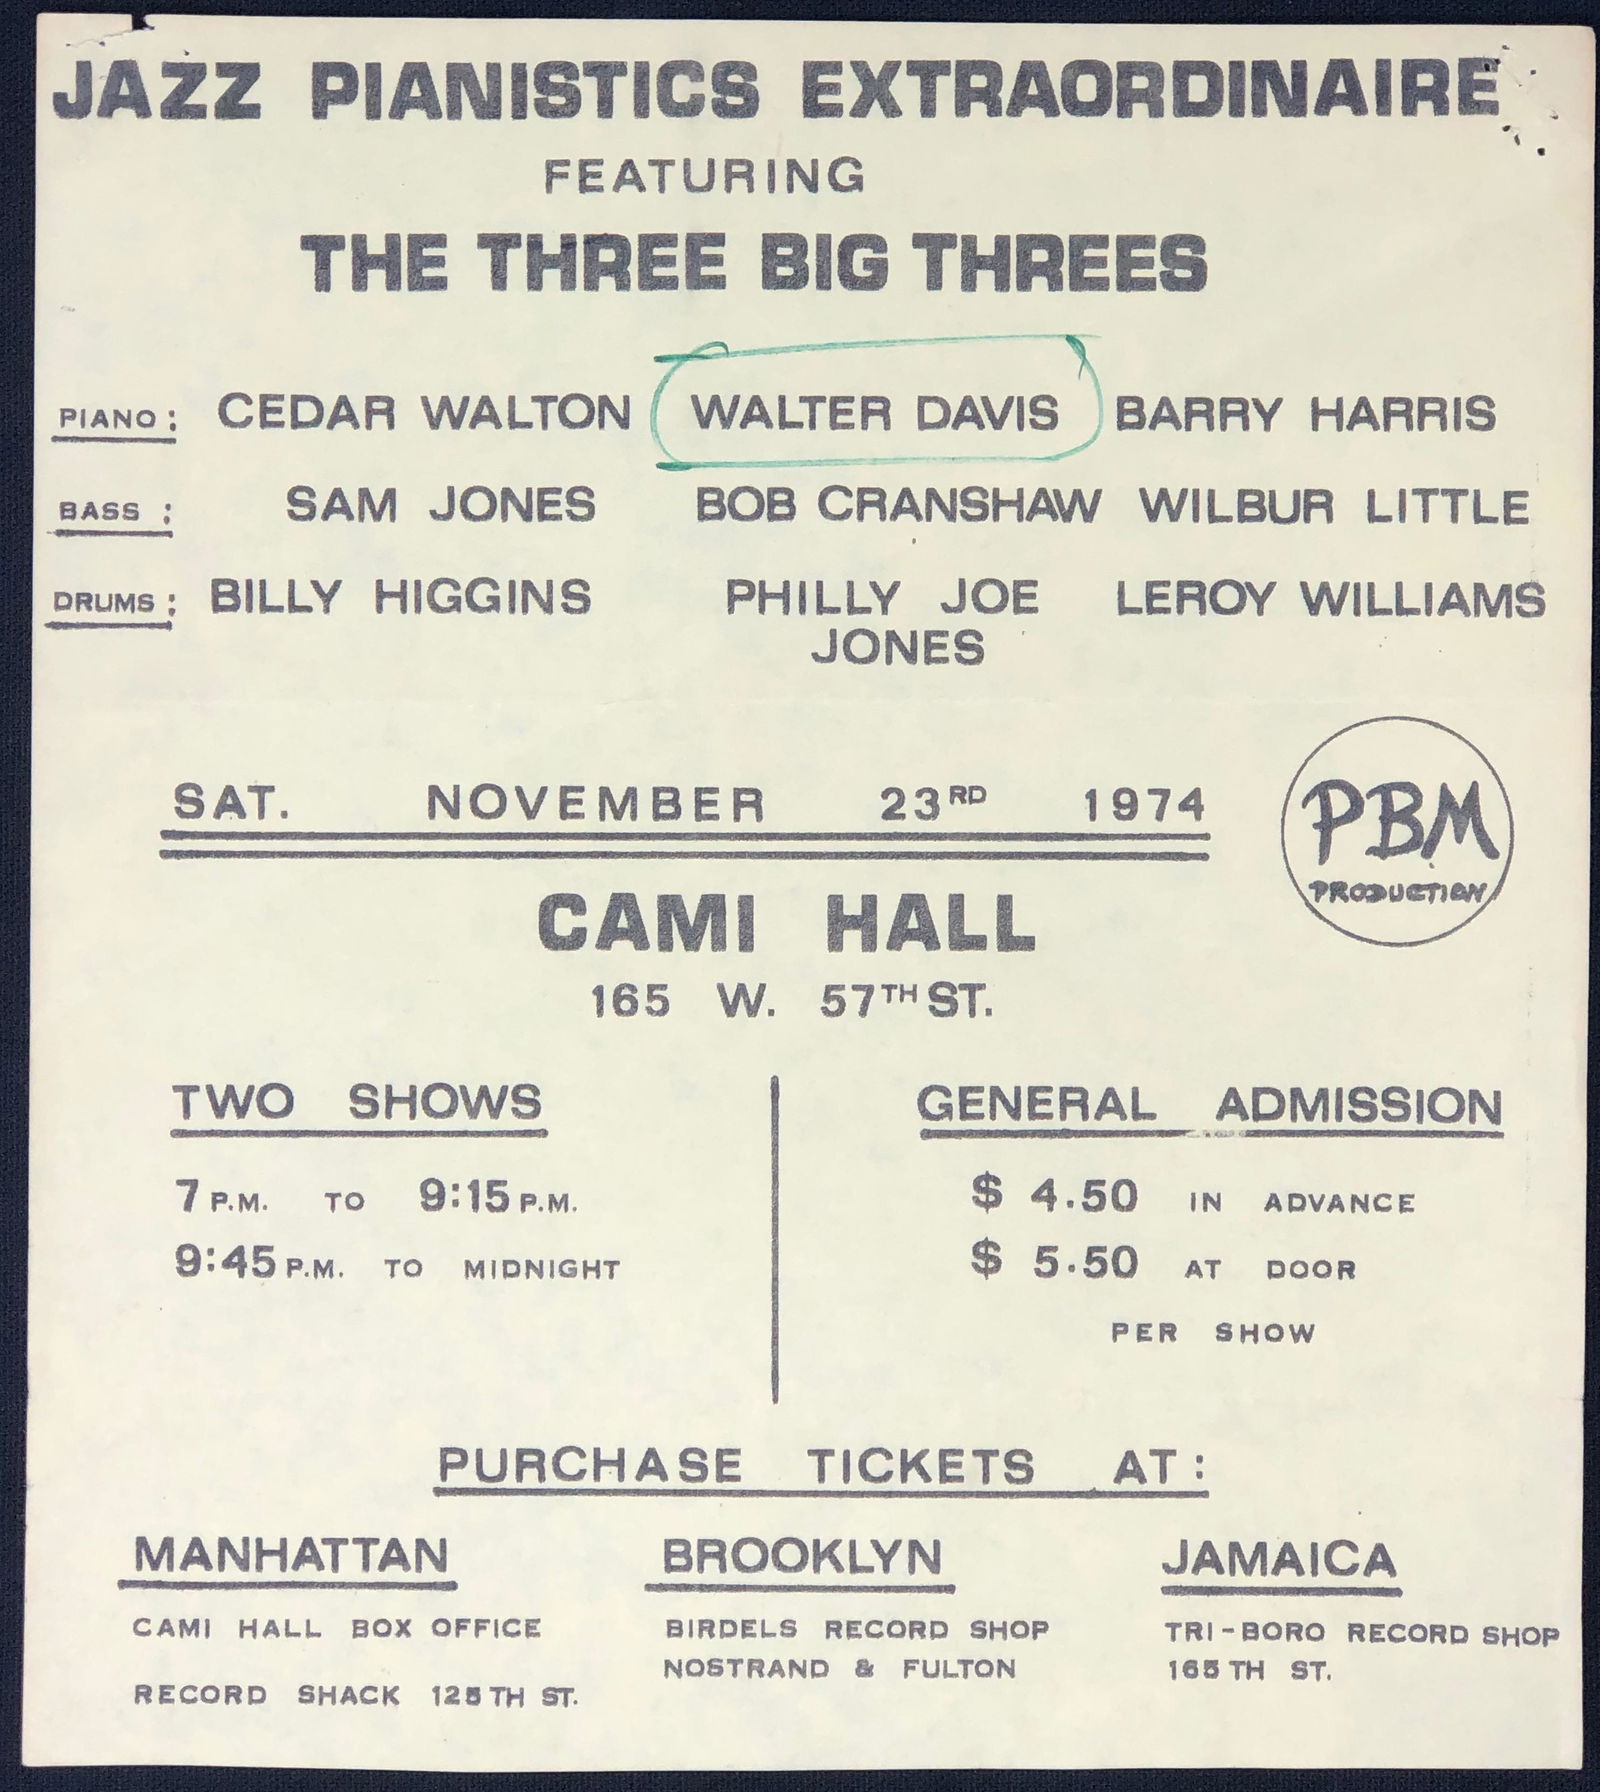 JAZZ PIANISTICS EXTRAORDINAIRE
FEATURING
THE THREE BIG THREES
PIANO: CEDAR WALTON WALTER DAVIS BARRY HARRIS
BASS: SAM JONES BOB CRANSHAW WILBUR LITTLE
DRUMS: BILLY HIGGINS PHILLY JOE LEROY WILLIAMS
JONES
SAT. NOVEMBER 23RD 1974
PBM
PRODUCTION
CAMI HALL
165 W. 57TH ST.
TWO SHOWS
7 P.M. TO 9:15 P.M.
9:45 P.M. TO MIDNIGHT
GENERAL ADMISSION
$ 4.50 IN ADVANCE
$ 5.50 AT DOOR
PER SHOW
PURCHASE TICKETS AT:
MANHATTAN
CAMI HALL BOX OFFICE
RECORD SHACK 125TH ST.
BROOKLYN
BIRDELS RECORD SHOP
NOSTRAND & FULTON
JAMAICA
TRI-BORO RECORD SHOP
165TH ST.